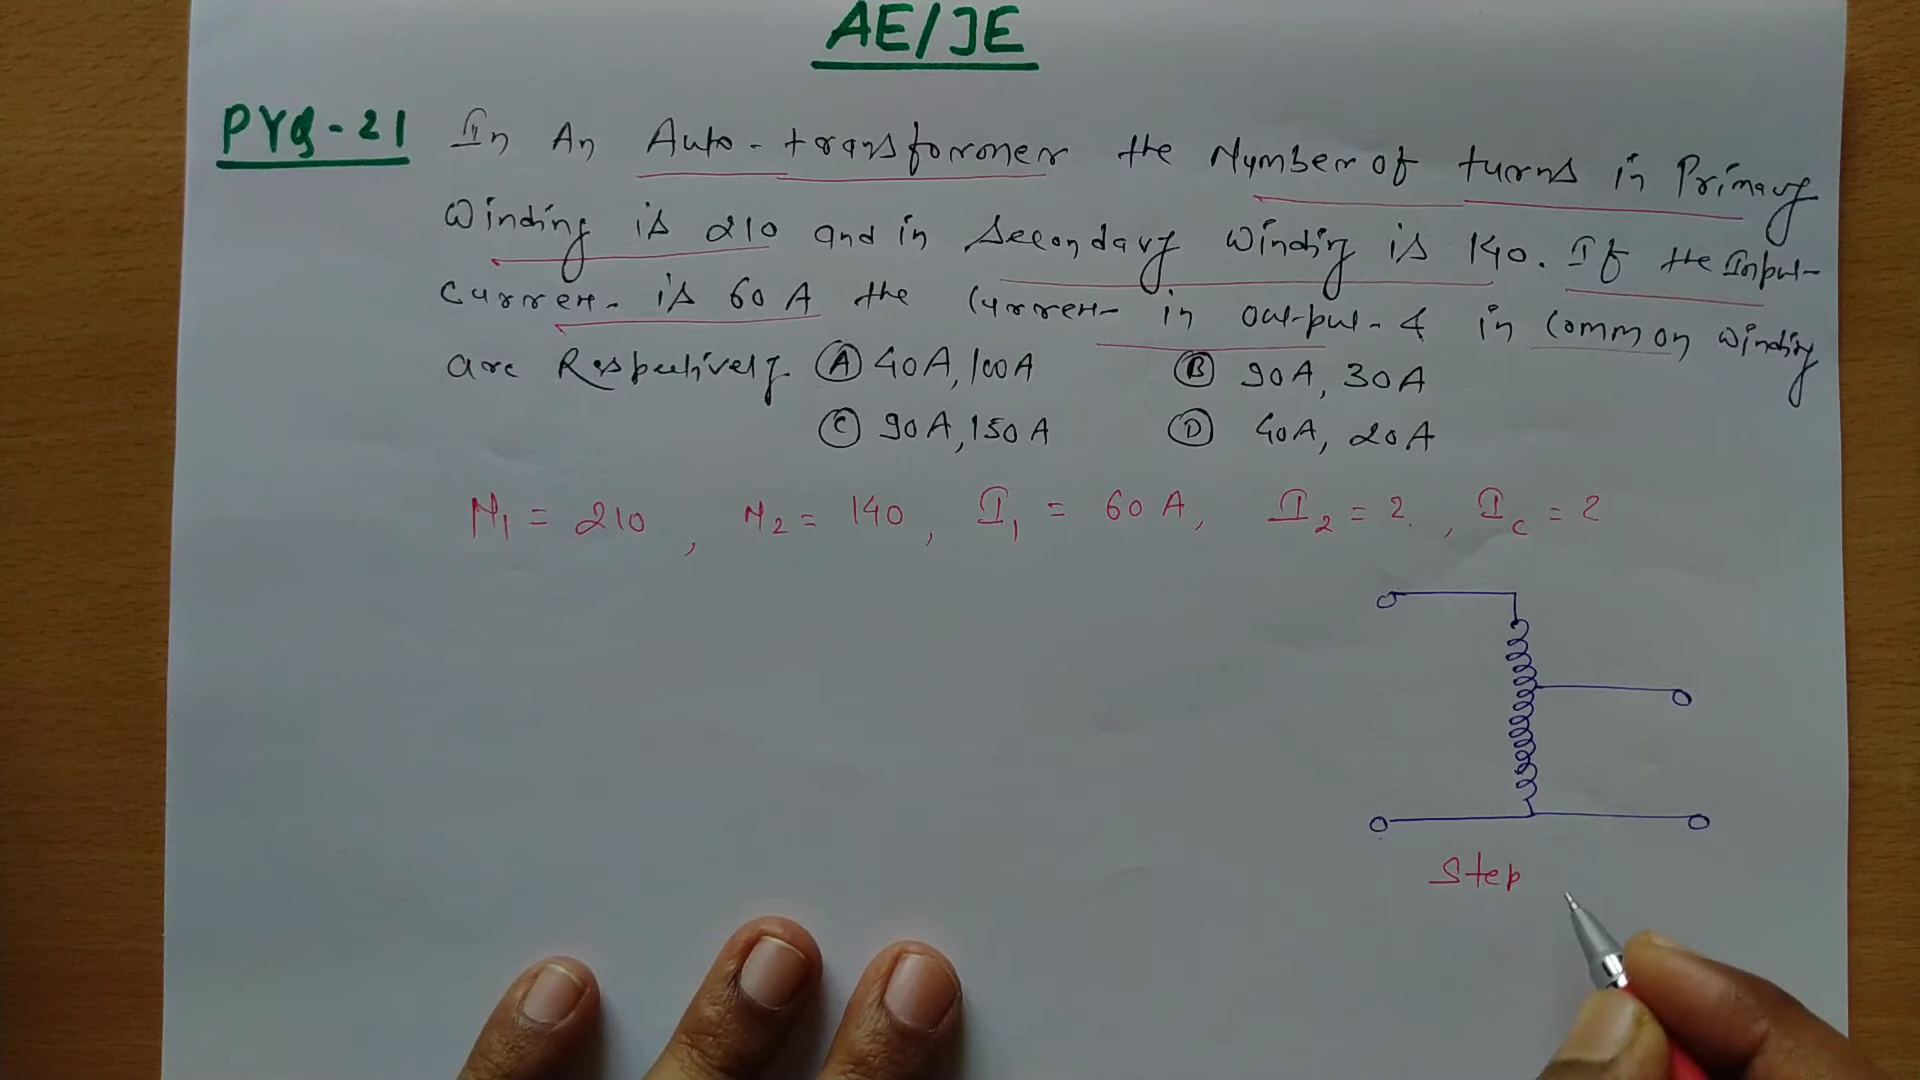 AE/JE
PYQ-21 In An Auto-transformer the Number of turns in Primary
Winding is 210 and in Secondary Winding is 140. If the Input
current is 60 A the Current in output & in Common Winding
are Respectively. (A) 40A, 100A (B) 90A, 30A
(C) 90A, 150A (D) 40A, 20A
N1 = 210, N2 = 140, I1 = 60 A, I2 = ?, Ic = ?
Step